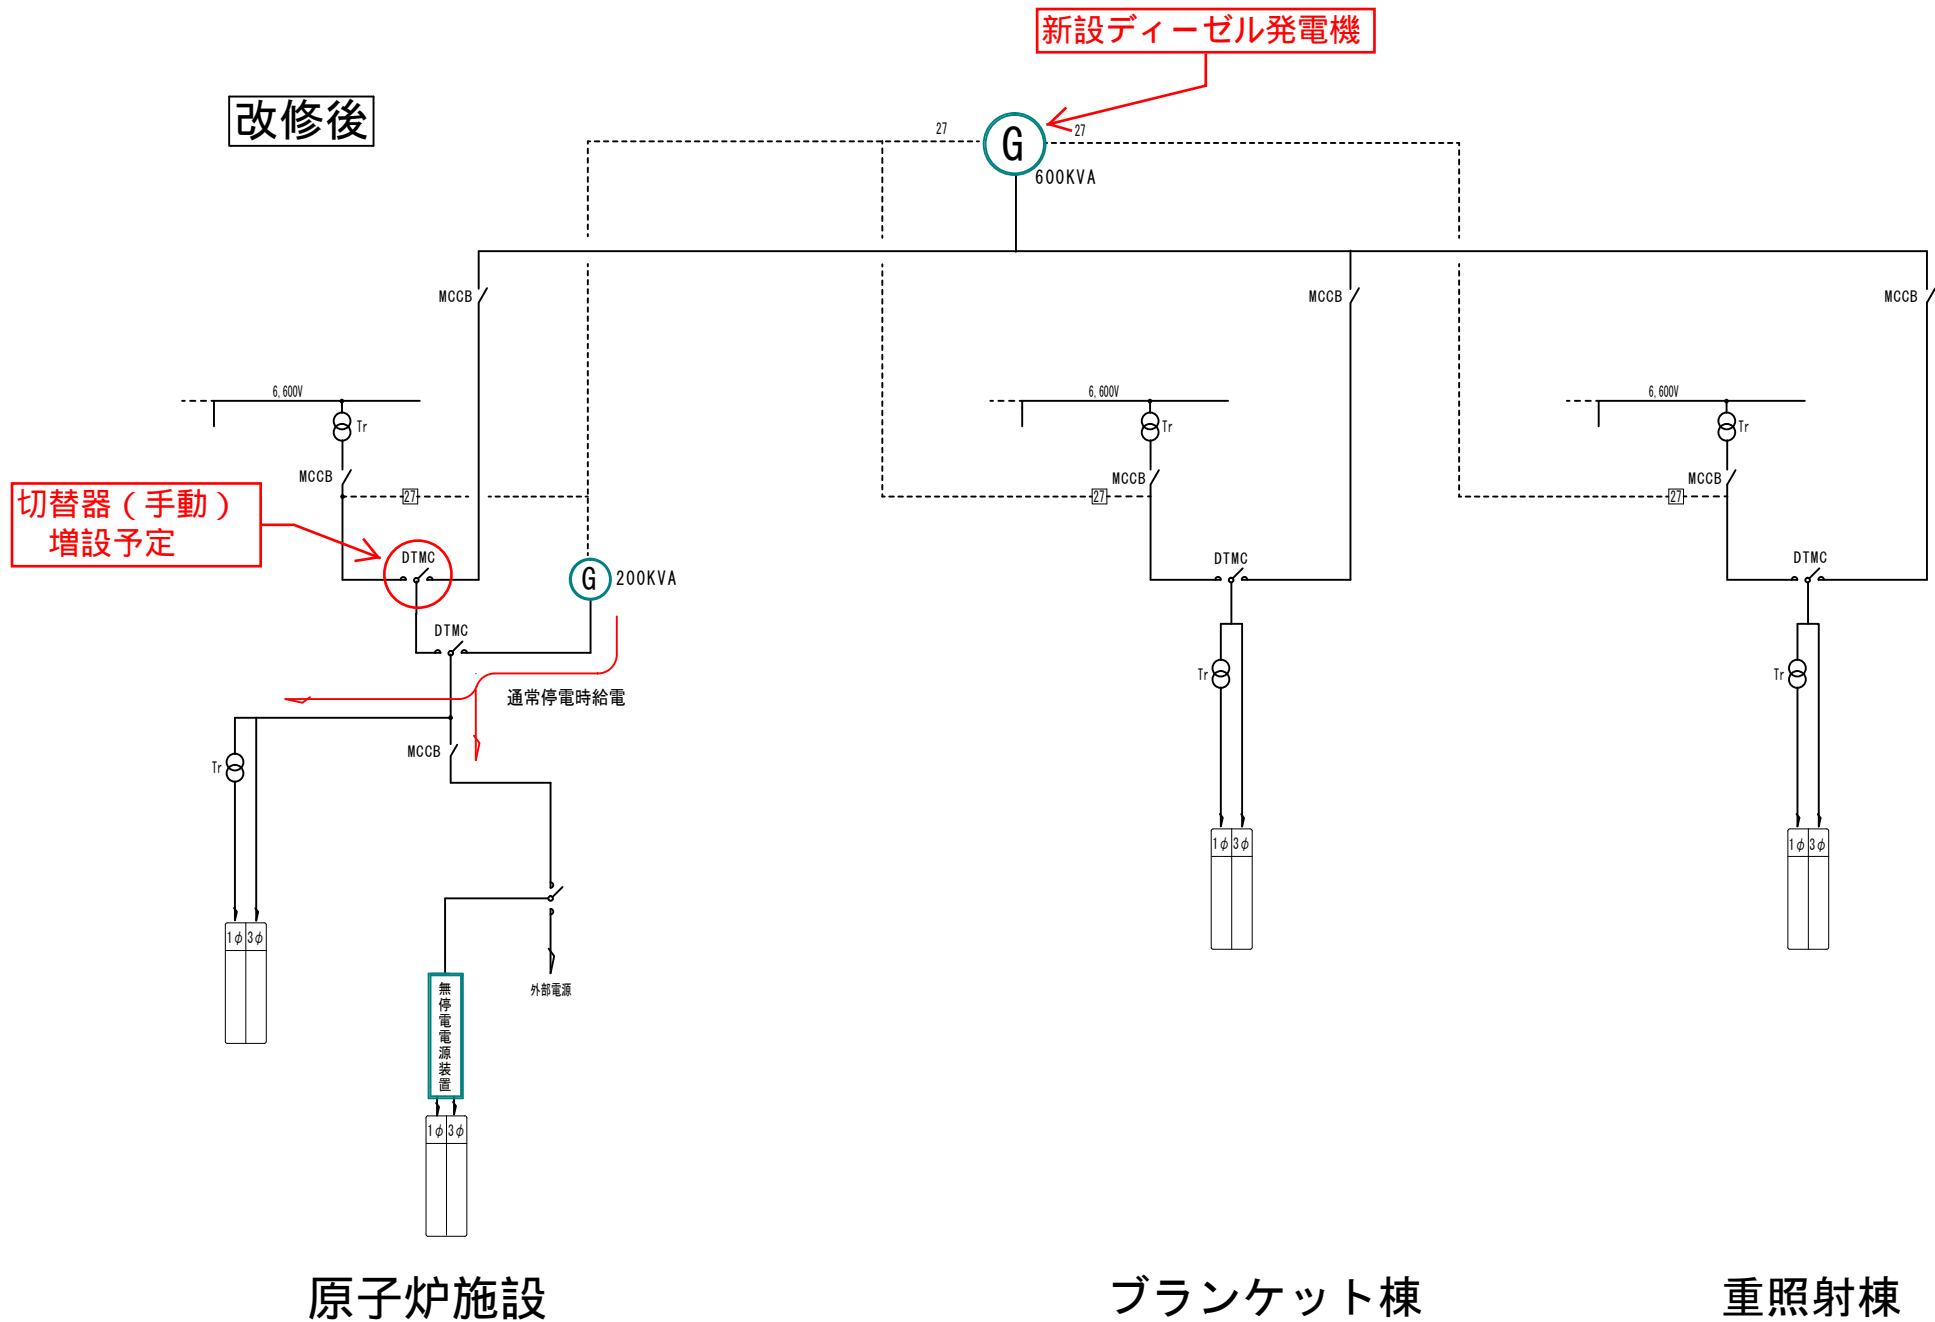 新設ディーゼル発電機
改修後
27
G
27
600KVA
MCCB
MCCB
MCCB
6,600V
6,600V
6,600V
Tr
Tr
Tr
MCCB
MCCB
MCCB
27
27
27
切替器(手動)
増設予定
DTMC
DTMC
DTMC
G
200KVA
DTMC
通常停電時給電
Tr
Tr
MCCB
Tr
1φ 3φ
1φ 3φ
1φ 3φ
外部電源
無停電電源装置
1φ 3φ
原子炉施設
ブランケット棟
重照射棟